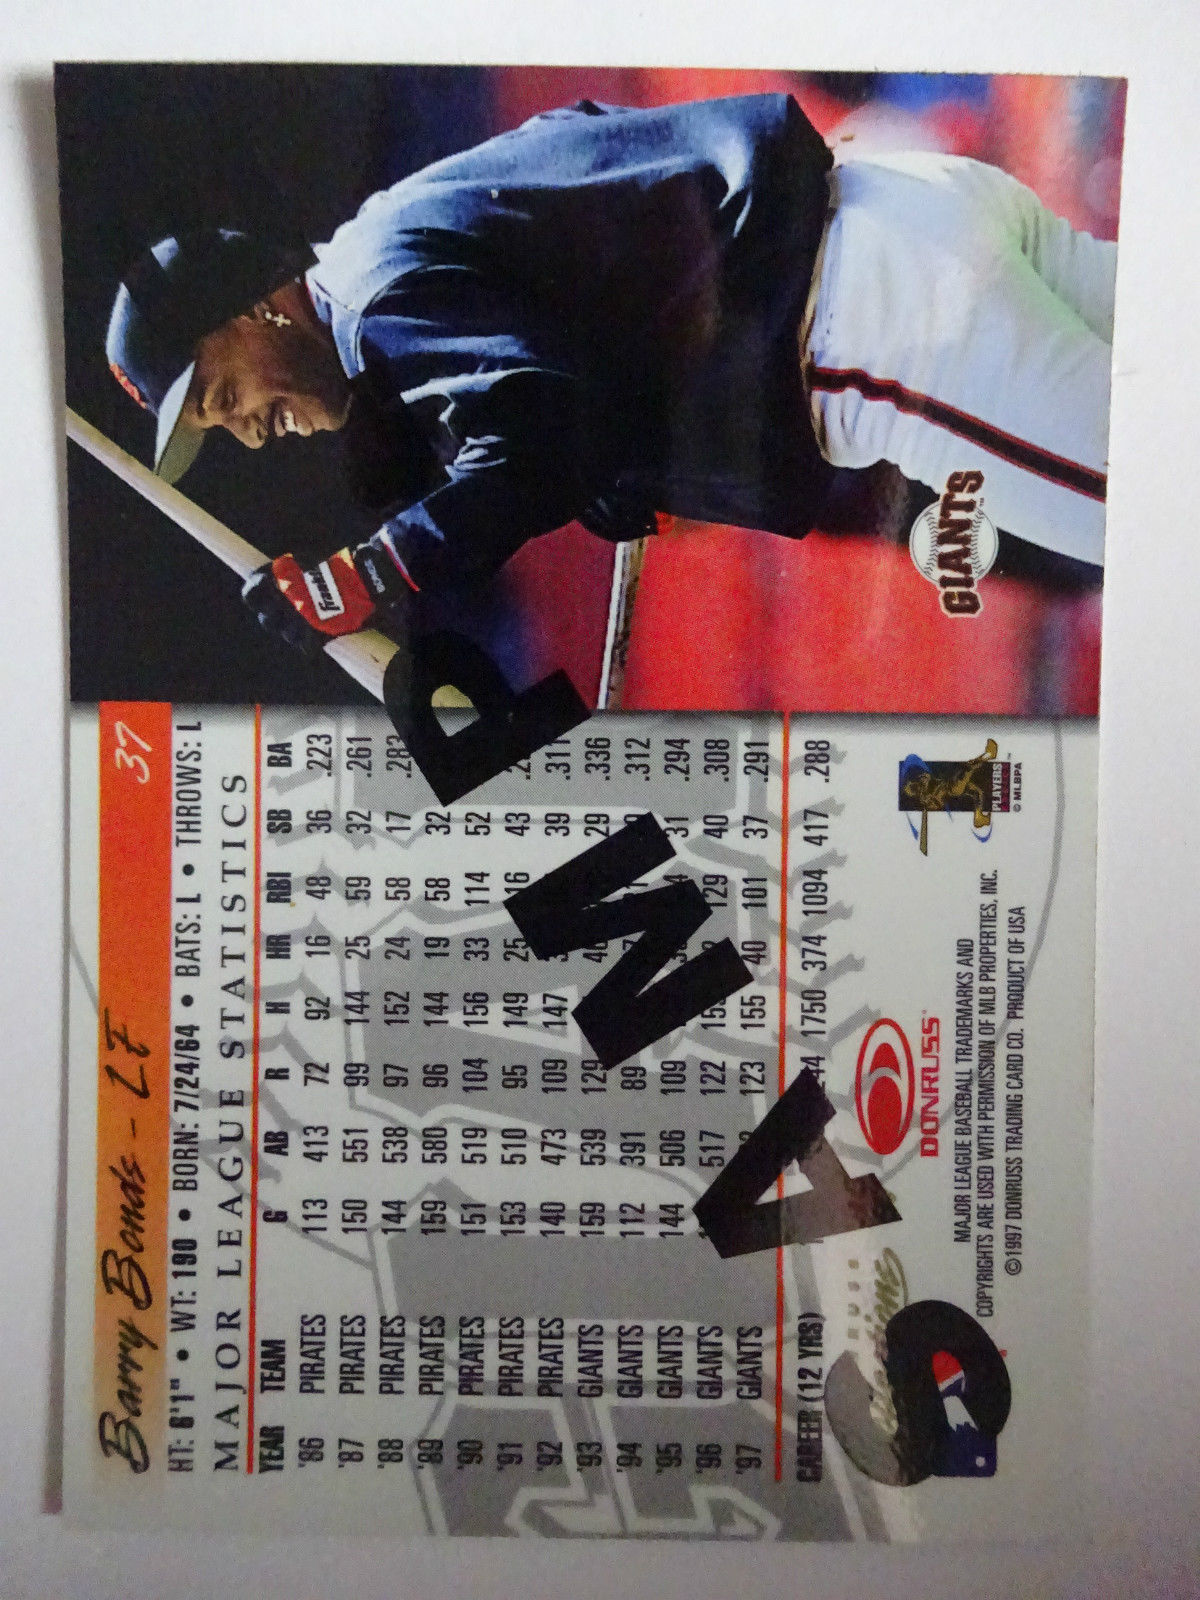 Barry Bonds - LF 37
HT: 6'1" • WT: 190 • BORN: 7/24/64 • BATS: L • THROWS: L
MAJOR LEAGUE STATISTICS
YEAR TEAM G AB R H HR RBI SB BA
'86 PIRATES 113 413 72 92 16 48 36 .223
'87 PIRATES 150 551 99 144 25 59 32 .261
'88 PIRATES 144 538 97 152 24 58 17
'89 PIRATES 159 580 96 144 19 58 32
'90 PIRATES 151 519 104 156 33 114 52
'91 PIRATES 153 510 95 149 25 43
'92 PIRATES 140 473 109 147 39 .311
'93 GIANTS 159 539 129 29 .336
'94 GIANTS 112 391 89 .312
'95 GIANTS 144 506 109 31 .294
'96 GIANTS 517 122 129 40 .308
'97 GIANTS 123 155 40 101 37 .291
CAREER (12 YRS) 1750 374 1094 417 .288
DONRUSS
MAJOR LEAGUE BASEBALL TRADEMARKS AND
COPYRIGHTS ARE USED WITH PERMISSION OF MLB PROPERTIES, INC.
©1997 DONRUSS TRADING CARD CO. PRODUCT OF USA
PLAYERS
© MLBPA
GIANTS
Franklin
S A M P